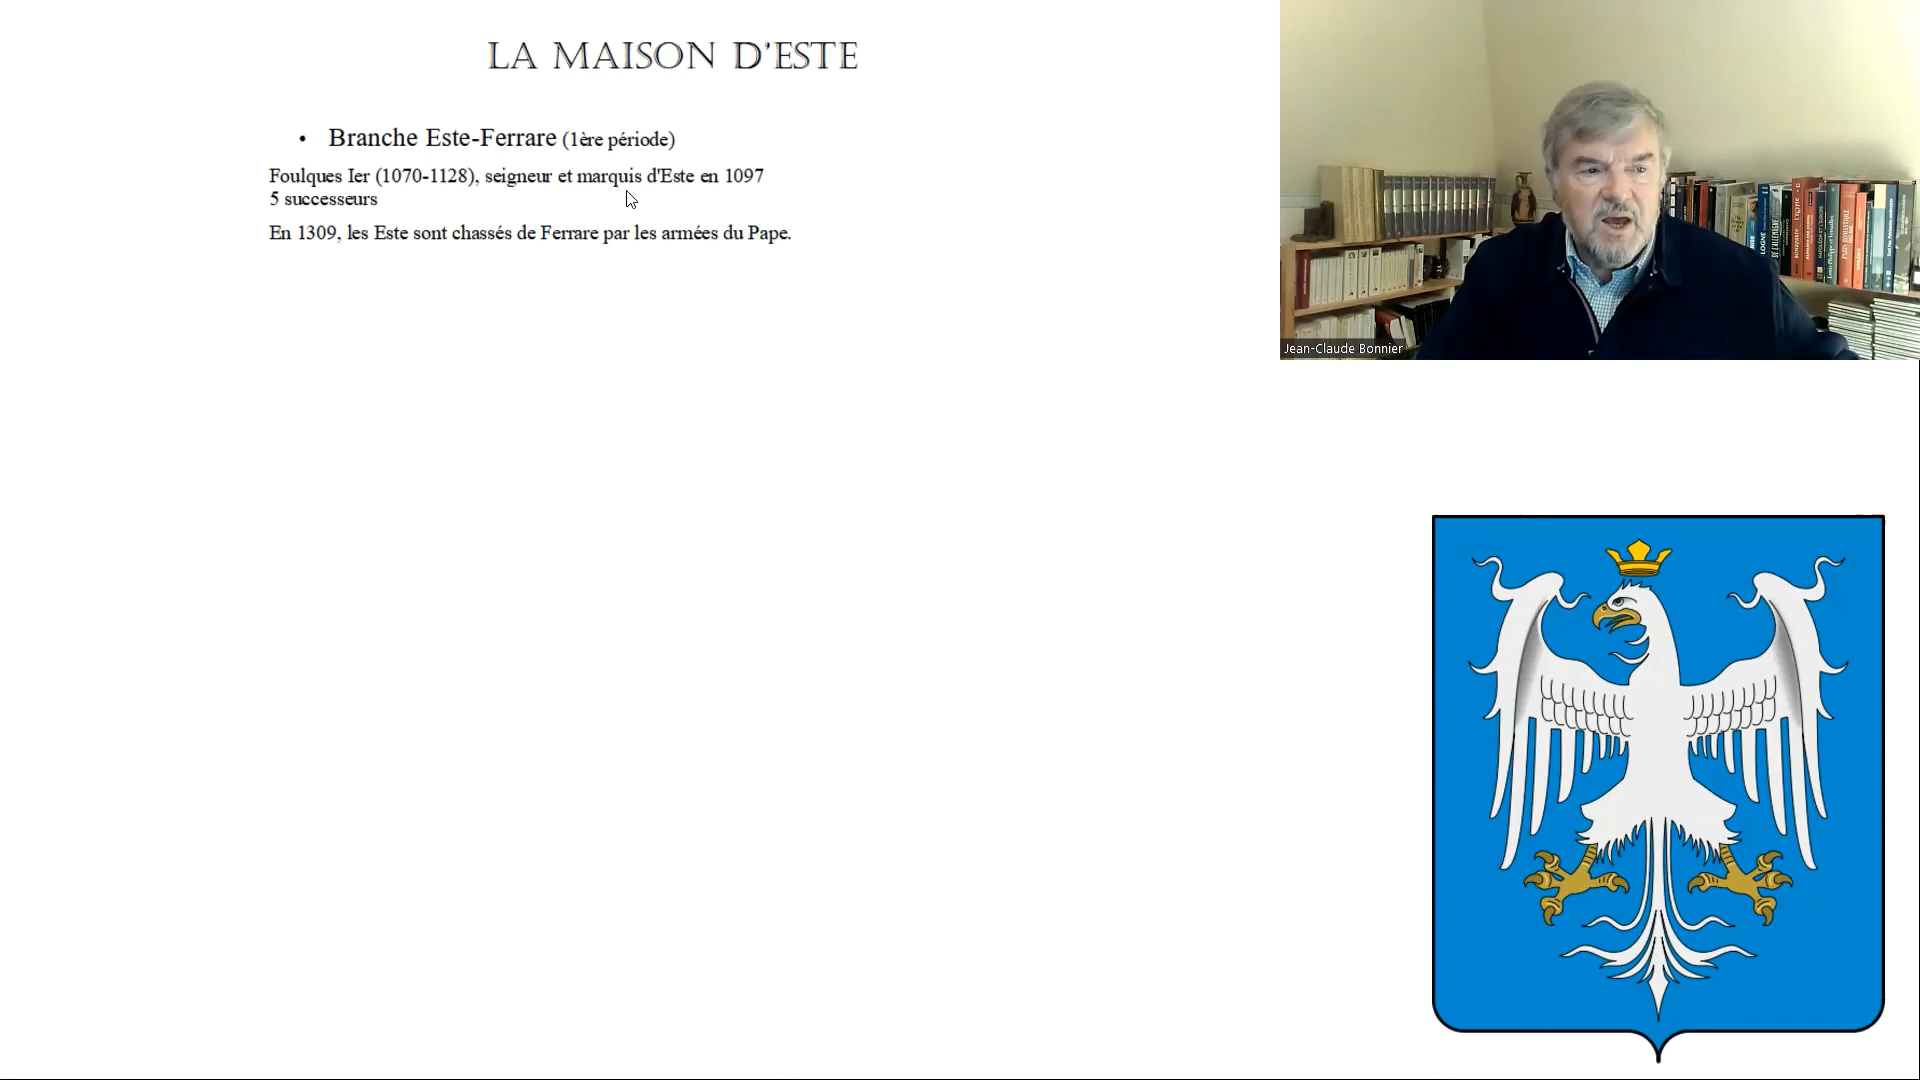 LA MAISON D'ESTE
• Branche Este-Ferrare (1ère période)
Foulques Ier (1070-1128), seigneur et marquis d'Este en 1097
5 successeurs
En 1309, les Este sont chassés de Ferrare par les armées du Pape.
Jean-Claude Bonnier